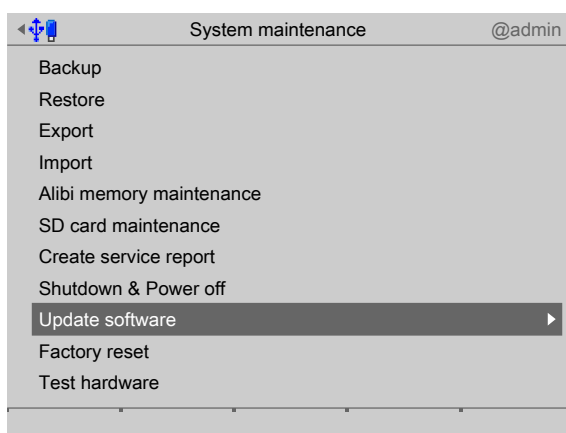 System maintenance @admin
Backup
Restore
Export
Import
Alibi memory maintenance
SD card maintenance
Create service report
Shutdown & Power off
Update software
Factory reset
Test hardware